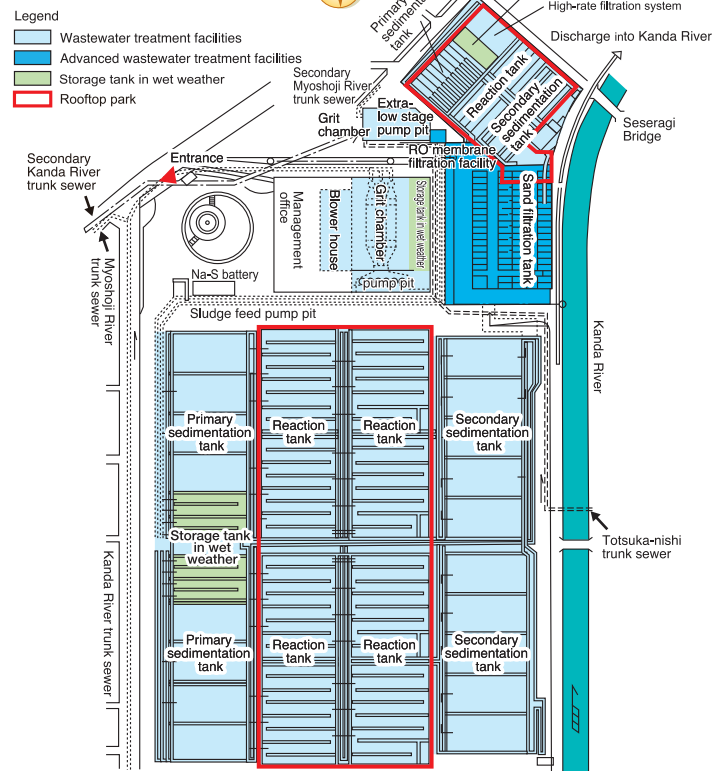 Legend
Wastewater treatment facilities
Advanced wastewater treatment facilities
Storage tank in wet weather
Rooftop park
High-rate filtration system
Discharge into Kanda River
Primary
sedimentation
tank
Reaction tank
Secondary
sedimentation
tank
Seseragi
Bridge
Secondary
Myoshoji River
trunk sewer
Grit
chamber
Extra-
low stage
pump pit
RO membrane
filtration facility
Secondary
Kanda River
trunk sewer
Entrance
Management
office
Blower house
Grit chamber
Storage tank in wet weather
pump pit
Sand filtration tank
Myoshoji River
trunk sewer
Na-S battery
Sludge feed pump pit
Kanda River
Primary
sedimentation
tank
Reaction
tank
Reaction
tank
Secondary
sedimentation
tank
Storage tank
in wet
weather
Totsuka-nishi
trunk sewer
Kanda River trunk sewer
Primary
sedimentation
tank
Reaction
tank
Reaction
tank
Secondary
sedimentation
tank